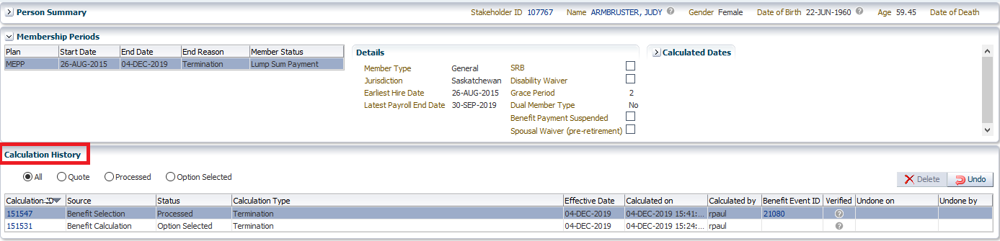 Person Summary Stakeholder ID 107767 Name ARMBRUSTER, JUDY Gender Female Date of Birth 22-JUN-1960 Age 59.45 Date of Death
Membership Periods
Plan Start Date End Date End Reason Member Status
MEPP 26-AUG-2015 04-DEC-2019 Termination Lump Sum Payment
Details
Member Type General SRB
Jurisdiction Saskatchewan Disability Waiver
Earliest Hire Date 26-AUG-2015 Grace Period 2
Latest Payroll End Date 30-SEP-2019 Dual Member Type No
Benefit Payment Suspended
Spousal Waiver (pre-retirement)
Calculated Dates
Calculation History
All Quote Processed Option Selected Delete Undo
Calculation ID Source Status Calculation Type Effective Date Calculated on Calculated by Benefit Event ID Verified Undone on Undone by
151547 Benefit Selection Processed Termination 04-DEC-2019 04-DEC-2019 15:41:... rpaul 21080
151531 Benefit Calculation Option Selected Termination 04-DEC-2019 04-DEC-2019 15:24:... rpaul